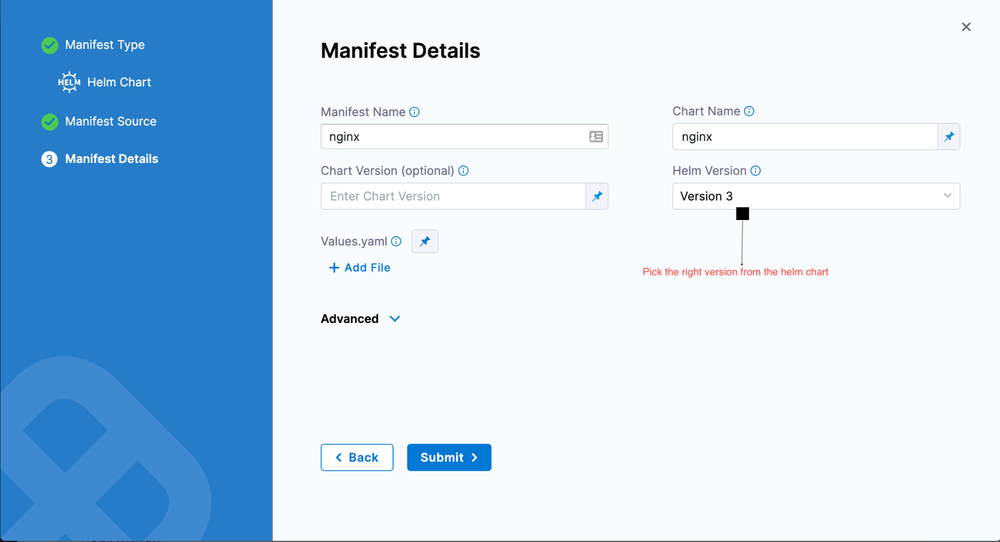 Manifest Type
HELM Helm Chart
Manifest Source
3 Manifest Details
Manifest Details
Manifest Name
nginx
Chart Name
nginx
Chart Version (optional)
Enter Chart Version
Helm Version
Version 3
Values.yaml
+ Add File
Pick the right version from the helm chart
Advanced
Back
Submit